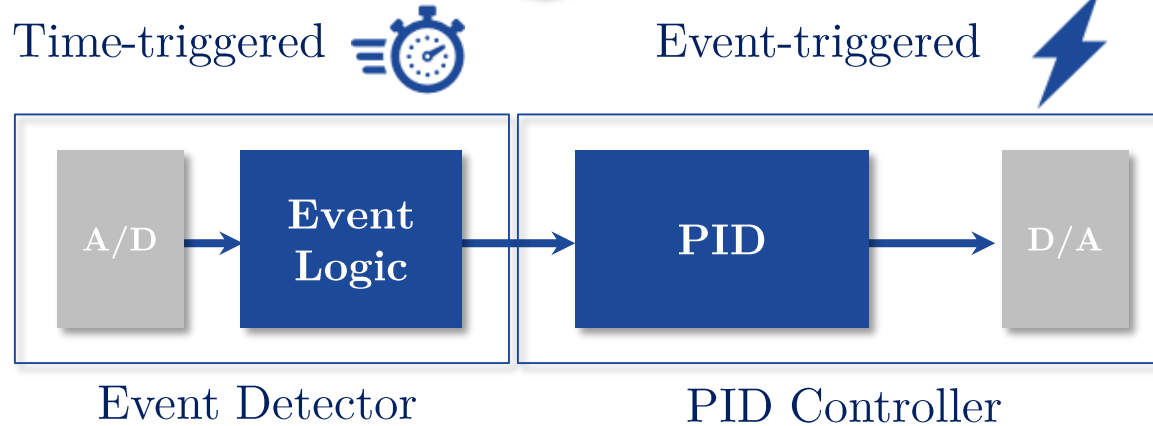 Time-triggered
Event-triggered
A/D
Event
Logic
PID
D/A
Event Detector
PID Controller